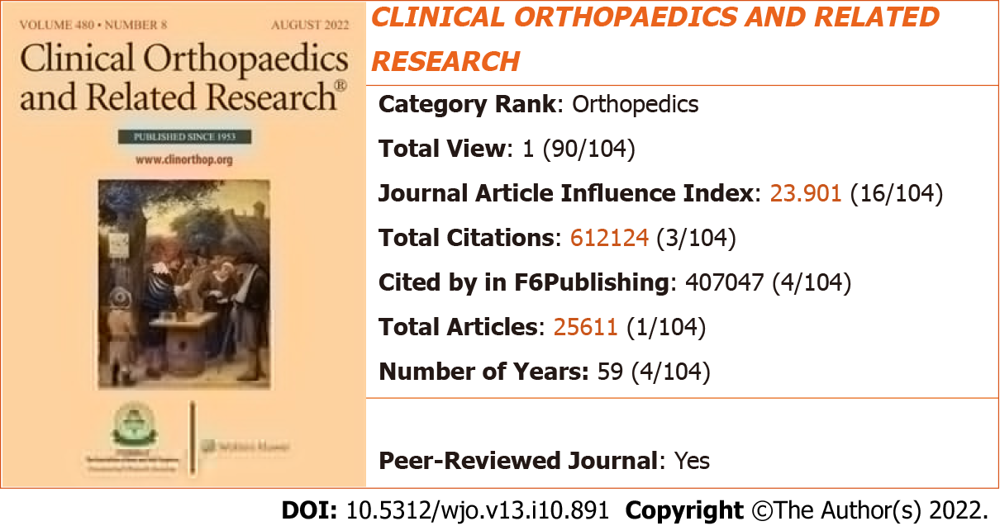 VOLUME 480 • NUMBER 8 AUGUST 2022
Clinical Orthopaedics
and Related Research®
PUBLISHED SINCE 1953
www.clinorthop.org
CLINICAL ORTHOPAEDICS AND RELATED
RESEARCH
Category Rank: Orthopedics
Total View: 1 (90/104)
Journal Article Influence Index: 23.901 (16/104)
Total Citations: 612124 (3/104)
Cited by in F6Publishing: 407047 (4/104)
Total Articles: 25611 (1/104)
Number of Years: 59 (4/104)
Peer-Reviewed Journal: Yes
DOI: 10.5312/wjo.v13.i10.891 Copyright ©The Author(s) 2022.